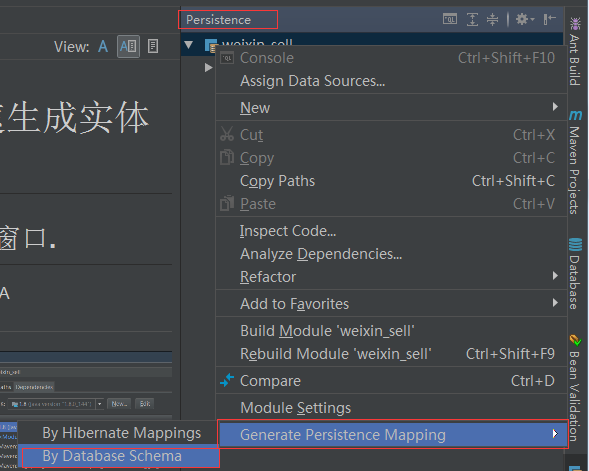 Persistence
View:
weixin_sell
Console Ctrl+Shift+F10
Assign Data Sources...
New
Cut Ctrl+X
Copy Ctrl+C
Copy Paths Ctrl+Shift+C
Paste Ctrl+V
Inspect Code...
Analyze Dependencies...
Refactor
Add to Favorites
Build Module 'weixin_sell'
Rebuild Module 'weixin_sell' Ctrl+Shift+F9
Compare Ctrl+D
Module Settings
Generate Persistence Mapping
By Hibernate Mappings
By Database Schema
生成实体
窗口.
A
Dependencies
New...
Edit
Ant Build
Maven Projects
Database
Bean Validation